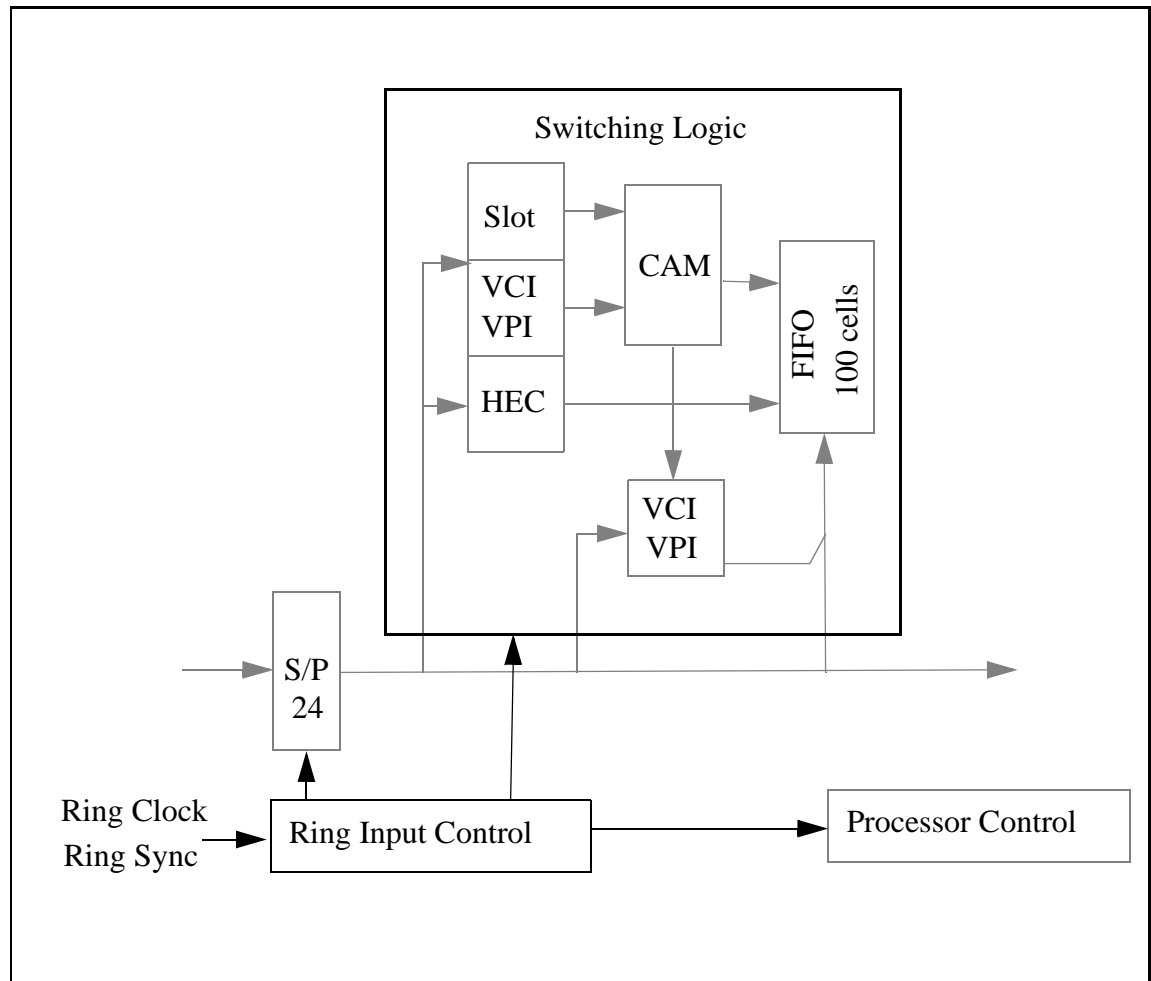 Switching Logic
Slot
VCI
VPI
HEC
CAM
FIFO
100 cells
VCI
VPI
S/P
24
Ring Clock
Ring Sync
Ring Input Control
Processor Control